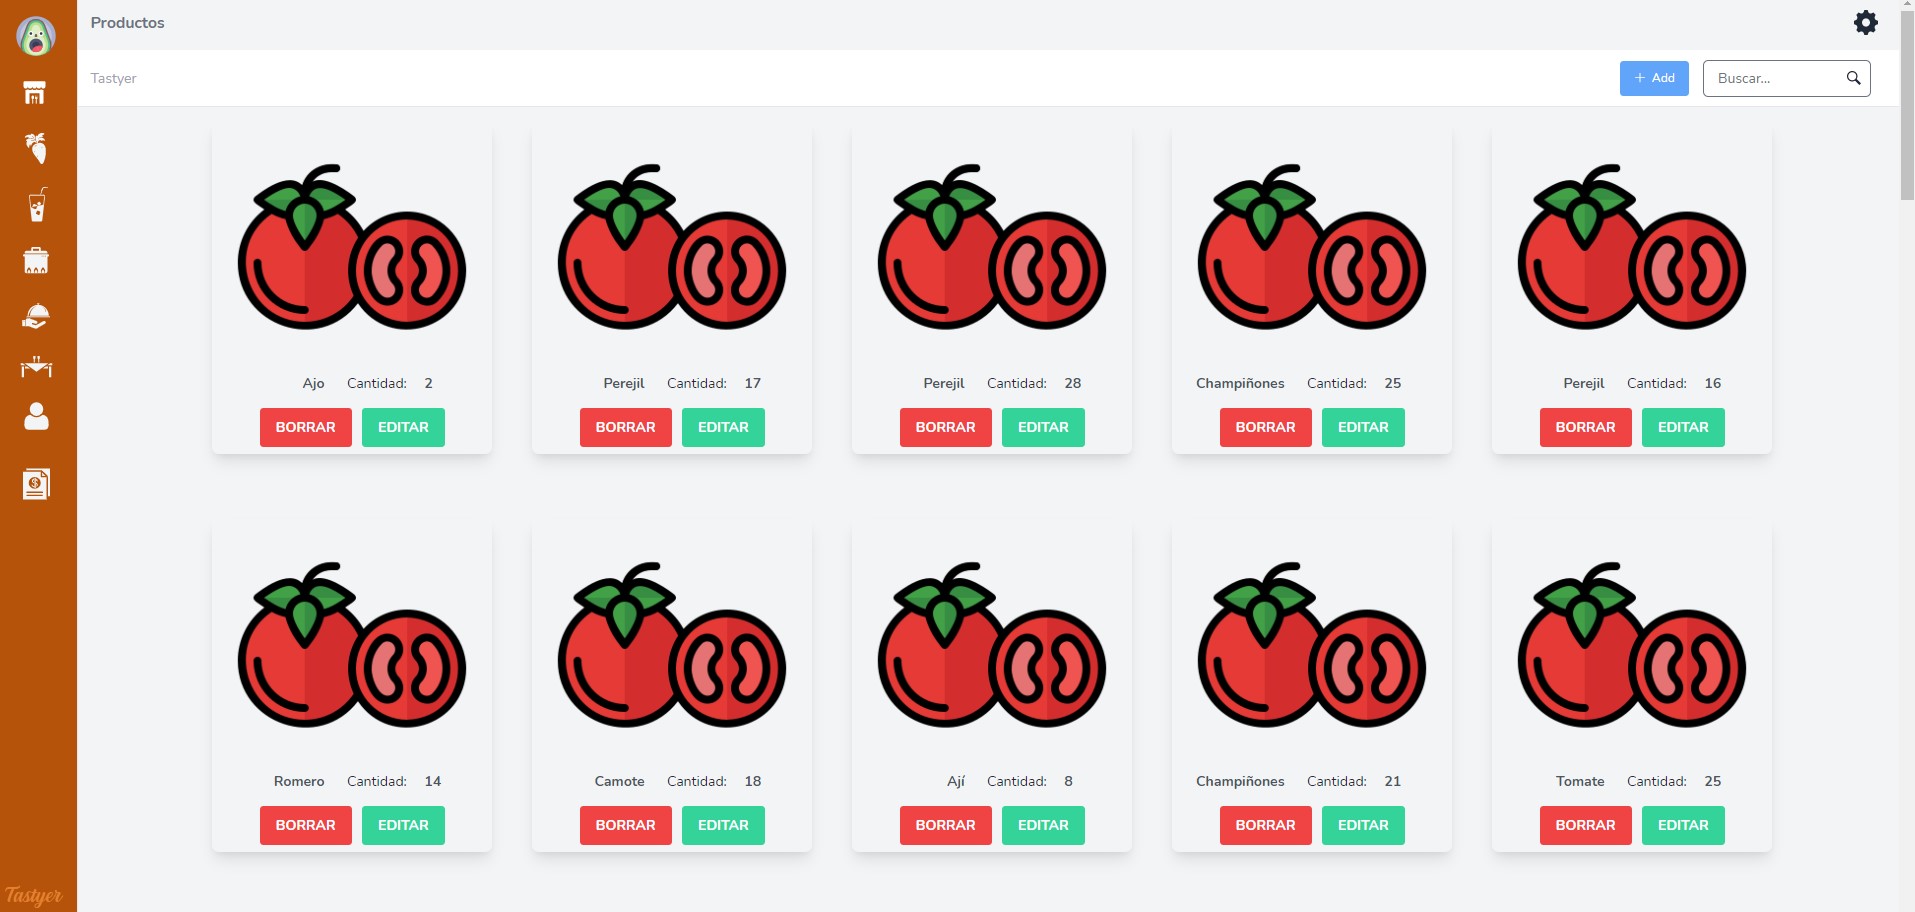 Productos
Tastyer
Add
Buscar...
Ajo Cantidad: 2
BORRAR EDITAR
Perejil Cantidad: 17
BORRAR EDITAR
Perejil Cantidad: 28
BORRAR EDITAR
Champiñones Cantidad: 25
BORRAR EDITAR
Perejil Cantidad: 16
BORRAR EDITAR
Romero Cantidad: 14
BORRAR EDITAR
Camote Cantidad: 18
BORRAR EDITAR
Ají Cantidad: 8
BORRAR EDITAR
Champiñones Cantidad: 21
BORRAR EDITAR
Tomate Cantidad: 25
BORRAR EDITAR
Tastyer